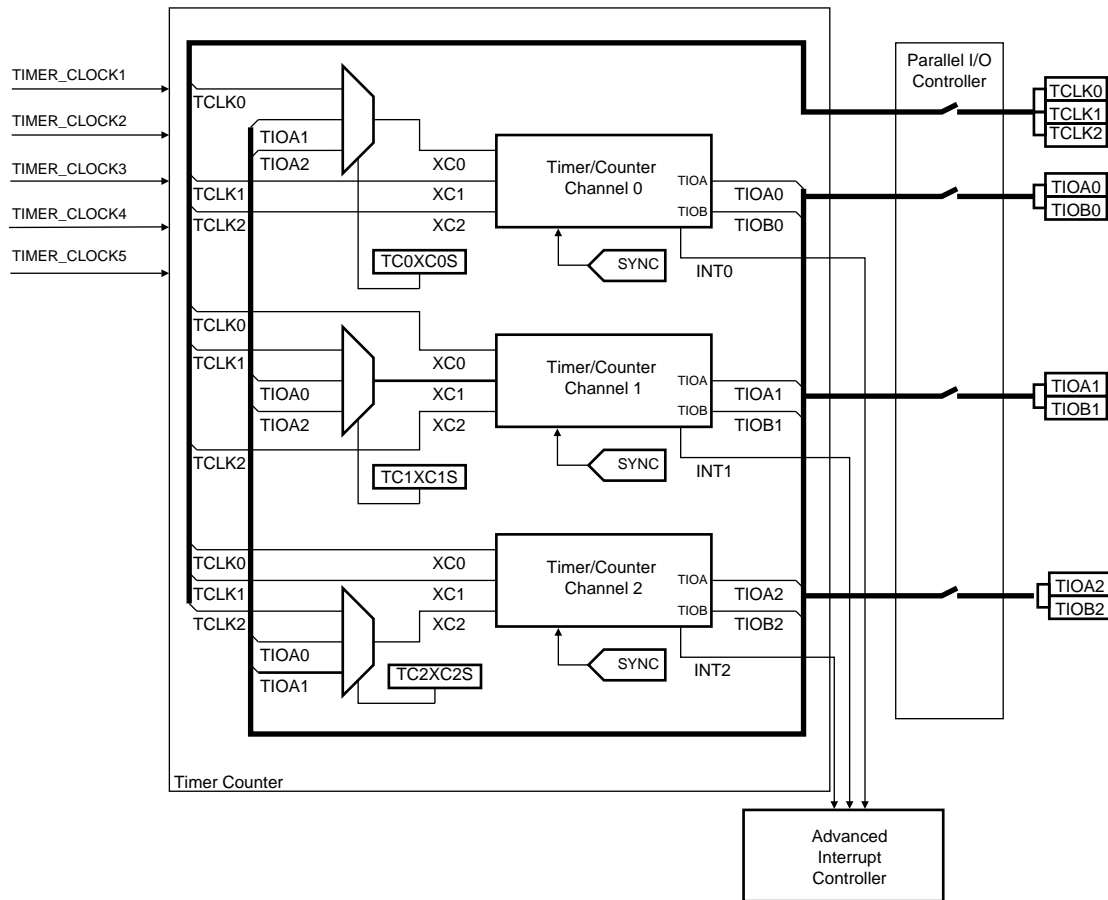 TIMER_CLOCK1
TIMER_CLOCK2
TIMER_CLOCK3
TIMER_CLOCK4
TIMER_CLOCK5
TCLK0
TIOA1
TIOA2
TCLK1
TCLK2
XC0
XC1
XC2
TC0XC0S
Timer/Counter
Channel 0
TIOA
TIOB
TIOA0
TIOB0
SYNC
INT0
TCLK0
TCLK1
TIOA0
TIOA2
TCLK2
XC0
XC1
XC2
TC1XC1S
Timer/Counter
Channel 1
TIOA
TIOB
TIOA1
TIOB1
SYNC
INT1
TCLK0
TCLK1
TCLK2
TIOA0
TIOA1
XC0
XC1
XC2
TC2XC2S
Timer/Counter
Channel 2
TIOA
TIOB
TIOA2
TIOB2
SYNC
INT2
Timer Counter
Parallel I/O
Controller
TCLK0
TCLK1
TCLK2
TIOA0
TIOB0
TIOA1
TIOB1
TIOA2
TIOB2
Advanced
Interrupt
Controller